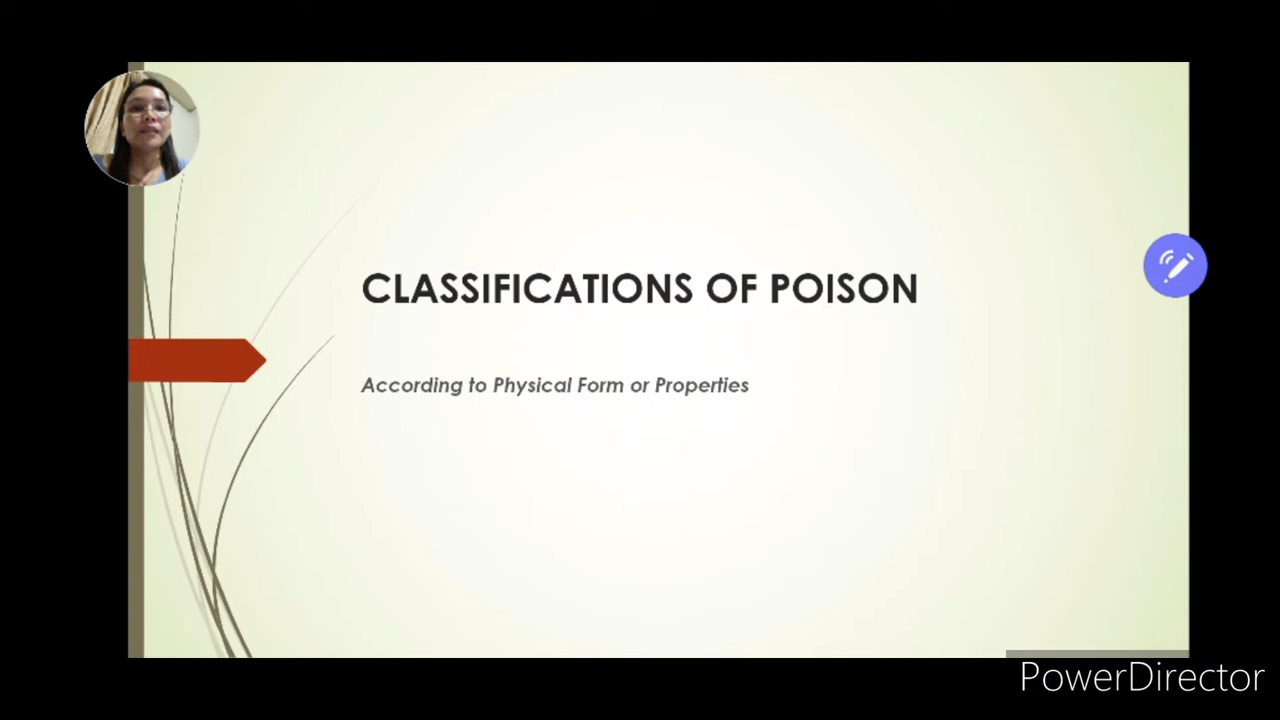 CLASSIFICATIONS OF POISON
According to Physical Form or Properties
PowerDirector